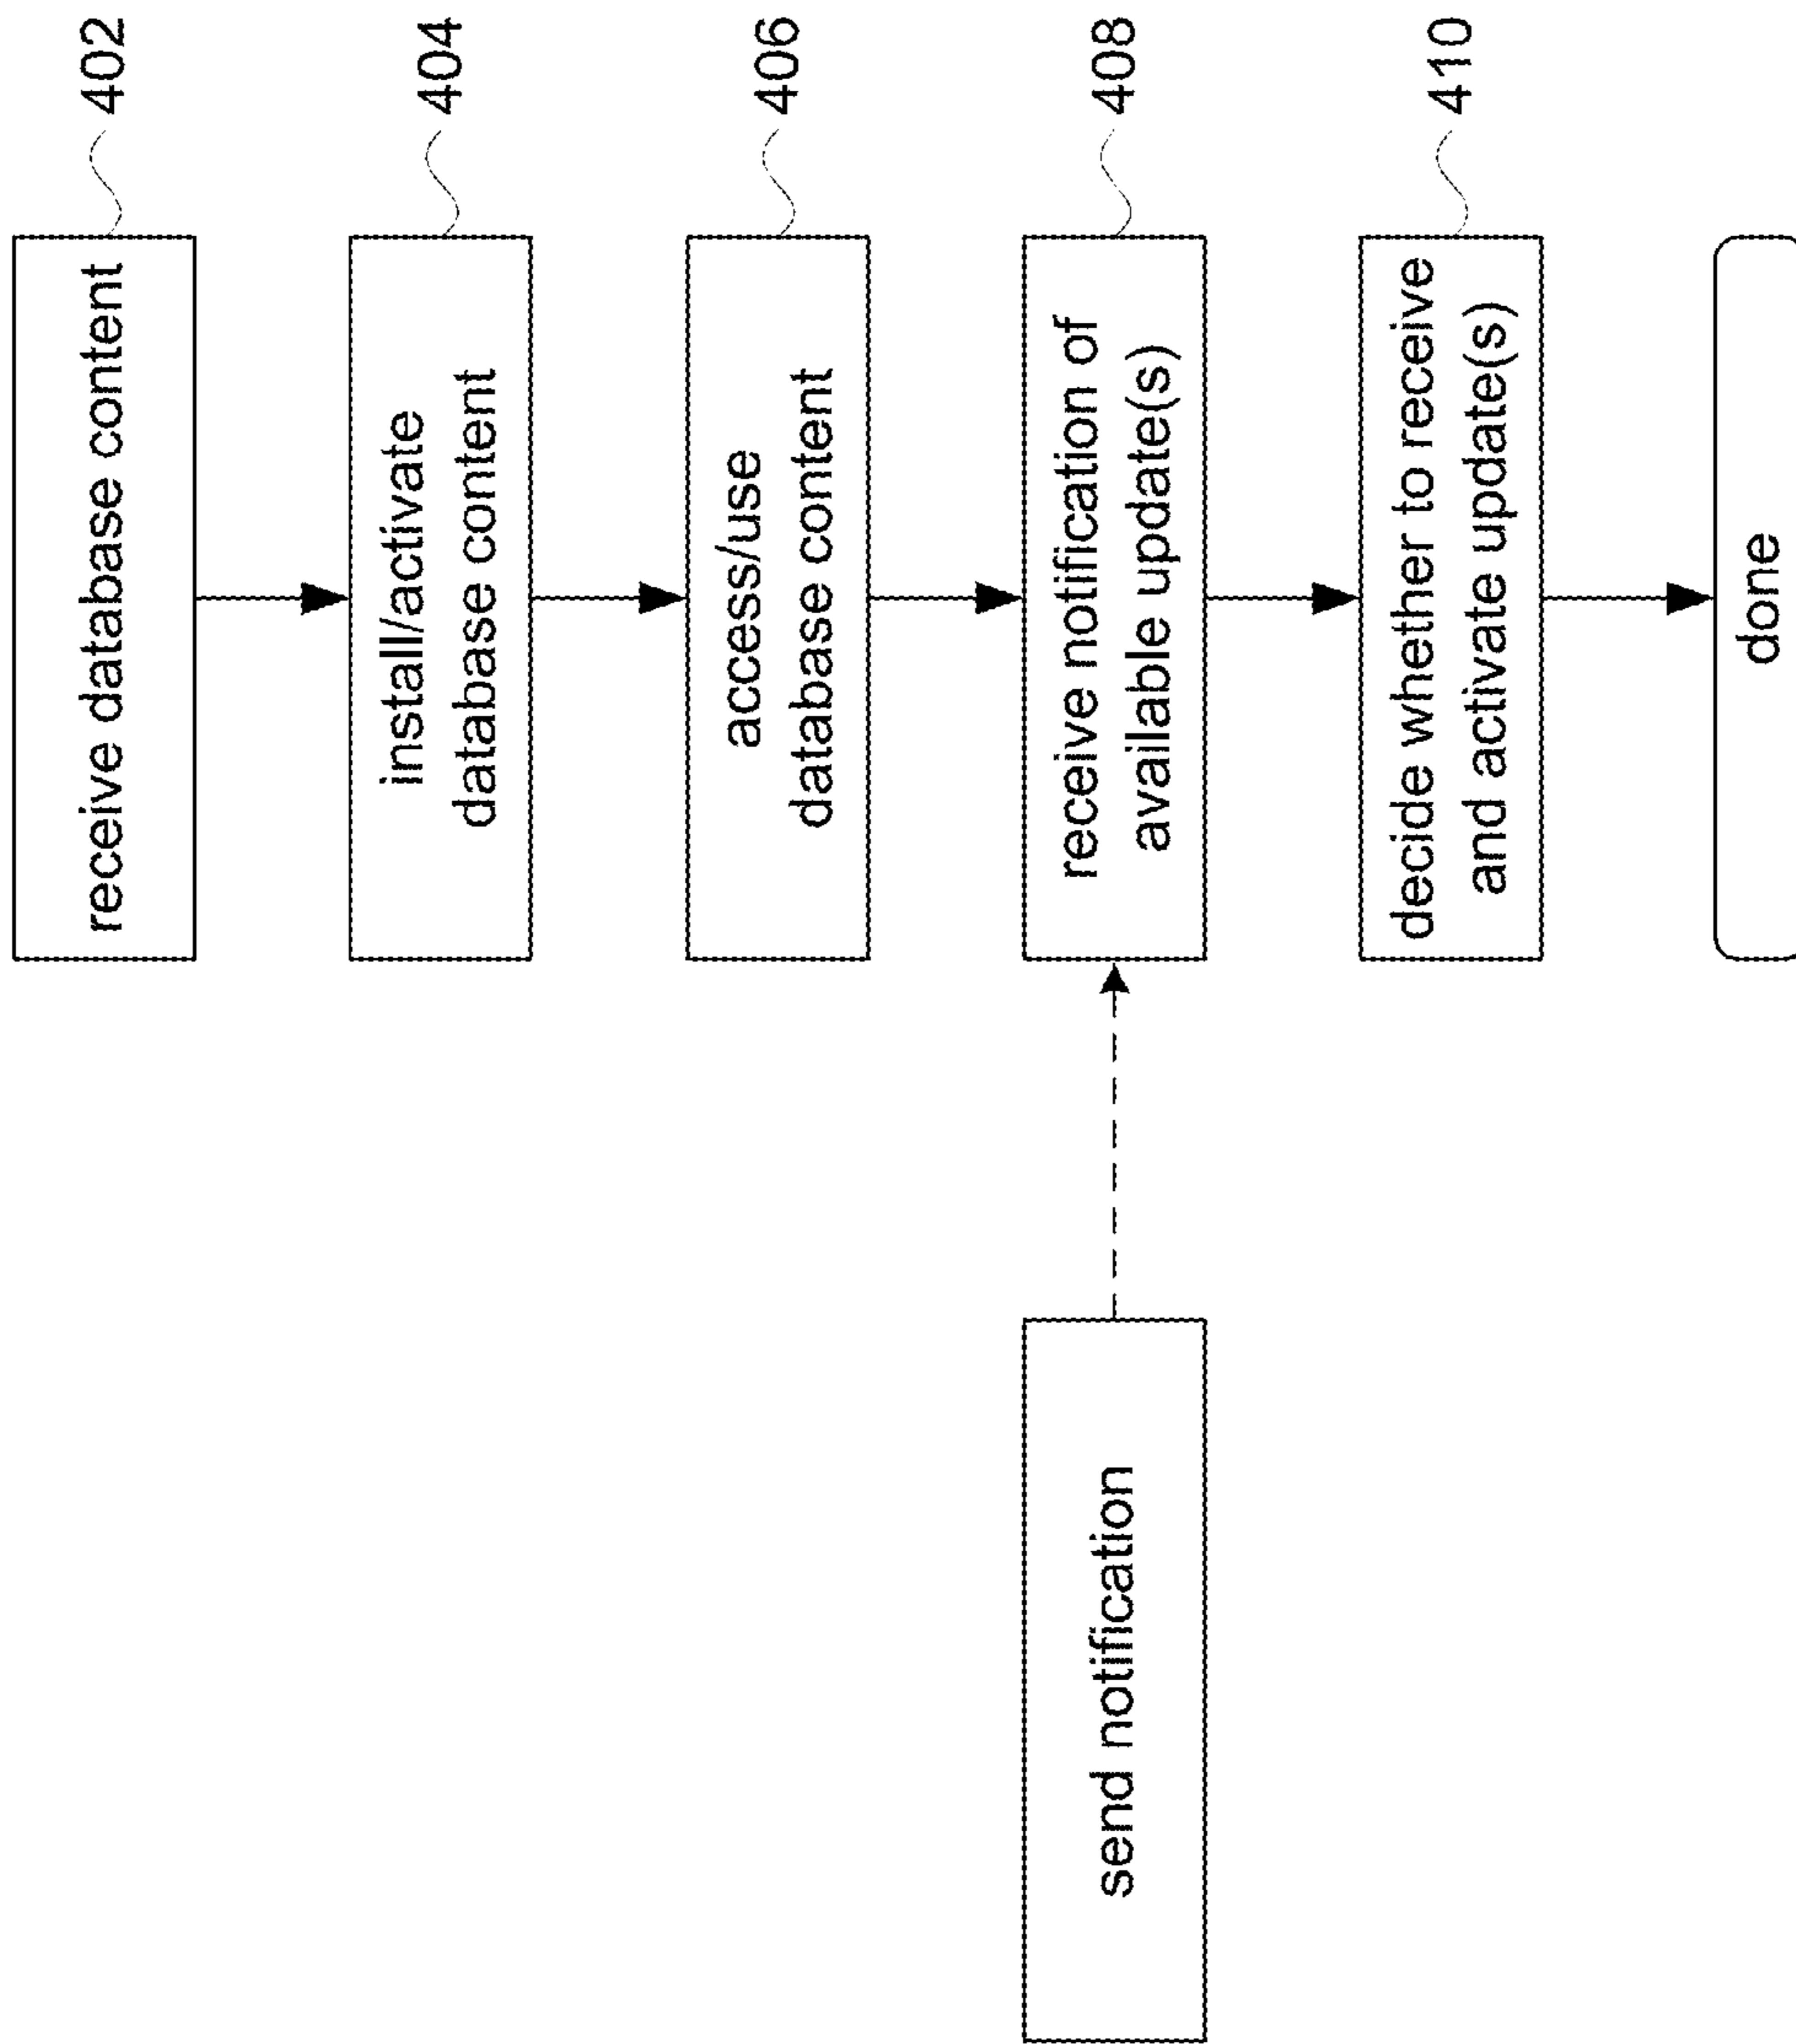 receive database content
402
install/activate
database content
404
access/use
database content
406
send notification
receive notification of
available update(s)
408
decide whether to receive
and activate update(s)
410
done